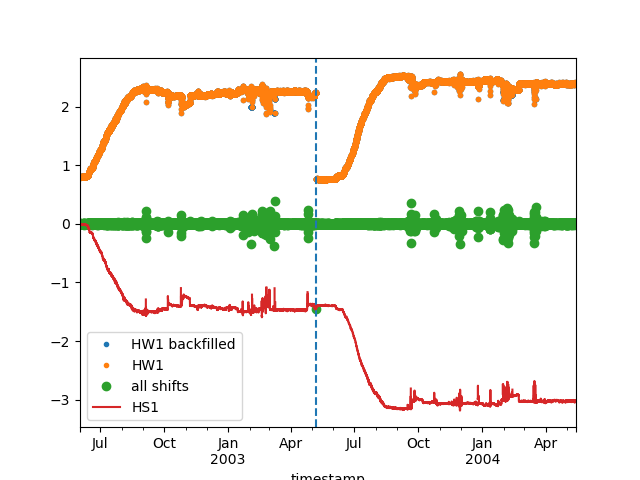 2
1
0
−1
−2
−3
HW1 backfilled
HW1
all shifts
HS1
Jul
Oct
Jan
2003
Apr
Jul
Oct
Jan
2004
Apr
timestamp